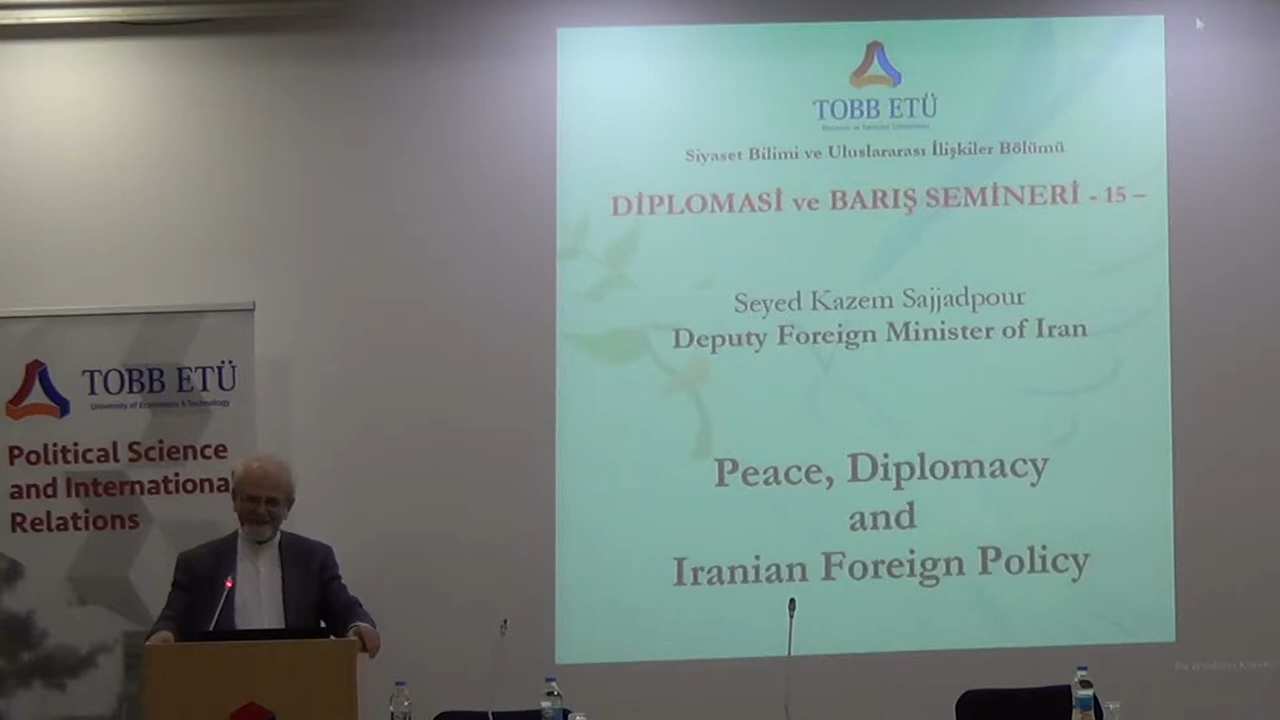 TOBB ETÜ
Siyaset Bilimi ve Uluslararası İlişkiler Bölümü
DİPLOMASİ ve BARIŞ SEMİNERİ - 15 –
Seyed Kazem Sajjadpour
Deputy Foreign Minister of Iran
Peace, Diplomacy
and
Iranian Foreign Policy
TOBB ETÜ
University of Economics & Technology
Political Science
and Internationa
Relations